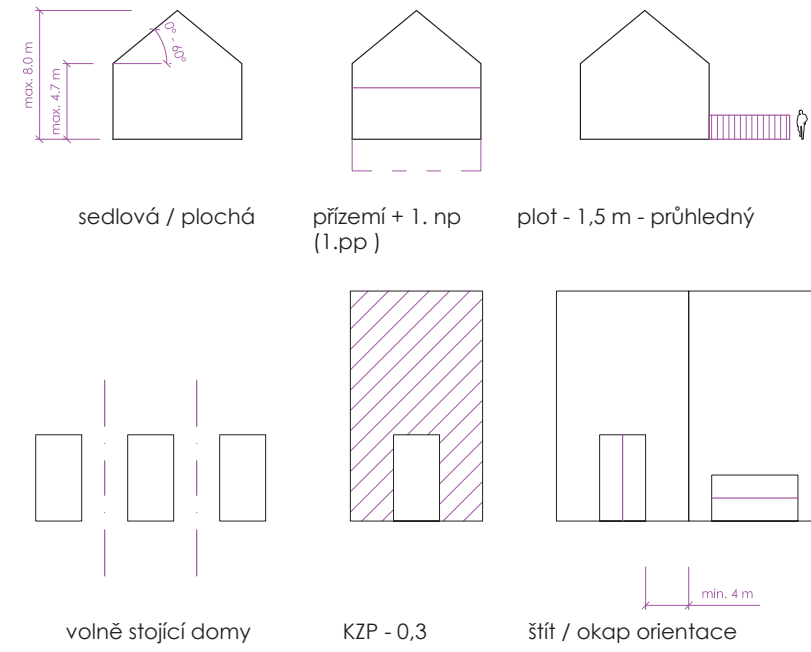 max. 8.0 m
max. 4.7 m
0° - 60°
sedlová / plochá
přízemí + 1. np
(1.pp )
plot - 1,5 m - průhledný
min. 4 m
volně stojící domy
KZP - 0,3
štít / okap orientace